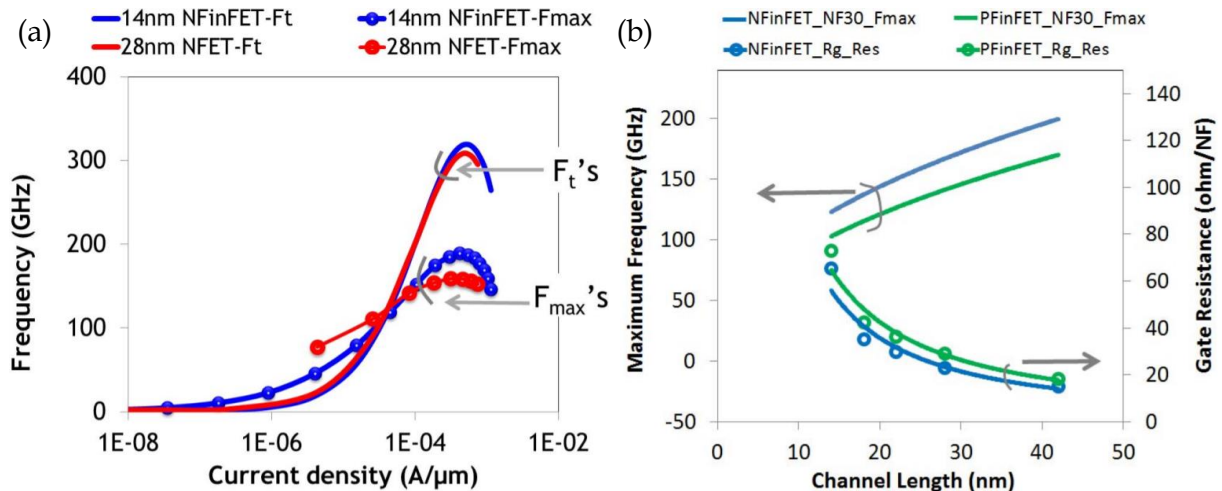 (a)
14nm NFinFET-Ft
14nm NFinFET-Fmax
28nm NFET-Ft
28nm NFET-Fmax
Frequency (GHz)
400
300
200
100
0
Ft's
Fmax's
1E-08
1E-06
1E-04
1E-02
Current density (A/µm)
(b)
NFinFET_NF30_Fmax
PFinFET_NF30_Fmax
NFinFET_Rg_Res
PFinFET_Rg_Res
Maximum Frequency (GHz)
200
150
100
50
0
-50
0
10
20
30
40
50
Channel Length (nm)
140
120
100
80
60
40
20
0
Gate Resistance (ohm/NF)